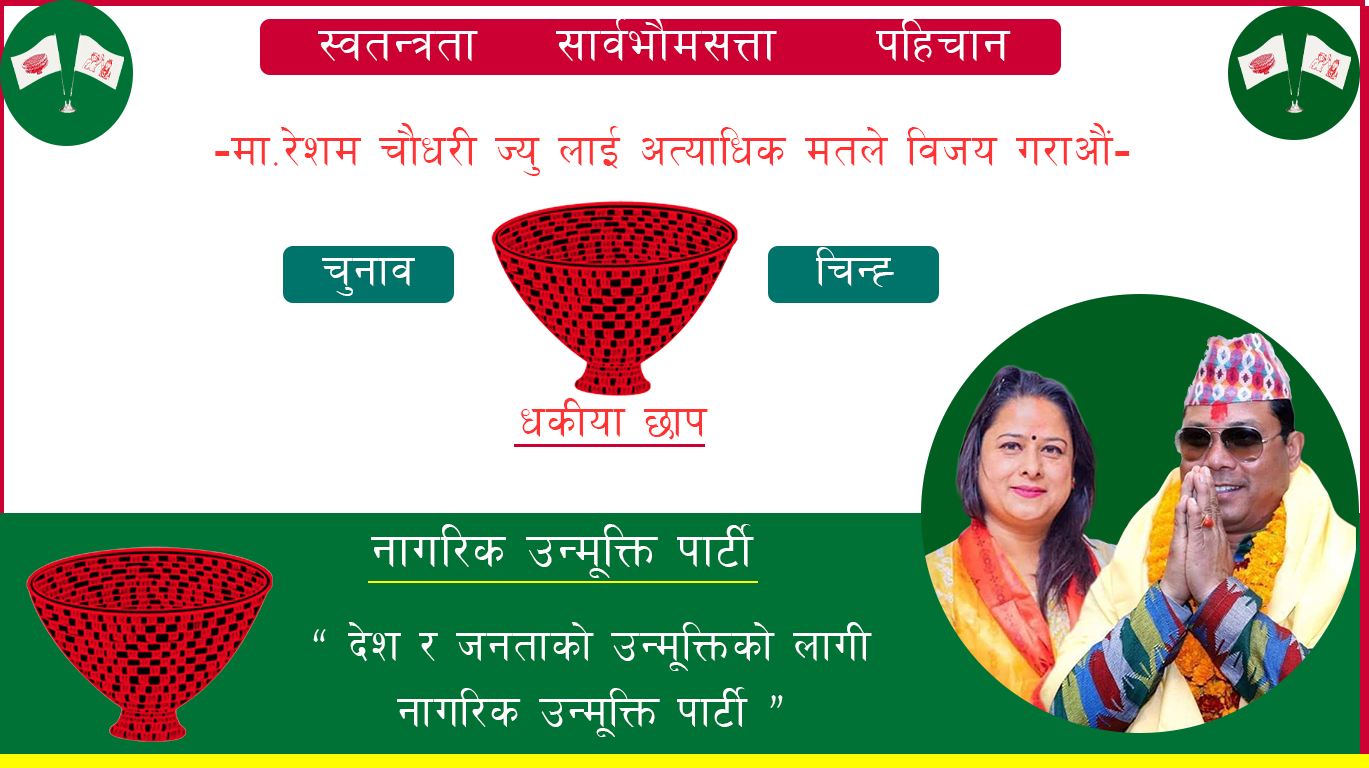 स्वतन्त्रता सार्वभौमसत्ता पहिचान
-मा.रेशम चौधरी ज्यु लाई अत्याधिक मतले विजय गराऔं-
चुनाव चिन्ह
धकीया छाप
नागरिक उन्मूक्ति पार्टी
“ देश र जनताको उन्मूक्तिको लागी
नागरिक उन्मूक्ति पार्टी ”